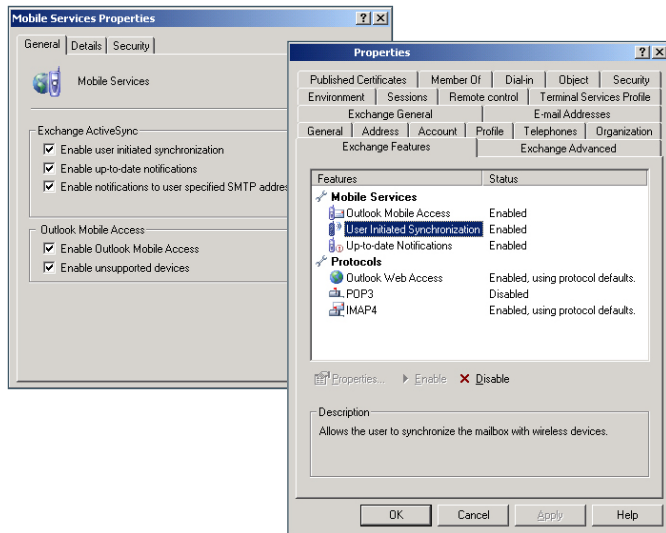 Mobile Services Properties
General Details Security
Mobile Services
Exchange ActiveSync
Enable user initiated synchronization
Enable up-to-date notifications
Enable notifications to user specified SMTP addre
Outlook Mobile Access
Enable Outlook Mobile Access
Enable unsupported devices
Properties
Published Certificates Member Of Dial-in Object Security
Environment Sessions Remote control Terminal Services Profile
Exchange General E-mail Addresses
General Address Account Profile Telephones Organization
Exchange Features Exchange Advanced
Features Status
Mobile Services
Outlook Mobile Access Enabled
User Initiated Synchronization Enabled
Up-to-date Notifications Enabled
Protocols
Outlook Web Access Enabled, using protocol defaults.
POP3 Disabled
IMAP4 Enabled, using protocol defaults.
Properties... Enable Disable
Description
Allows the user to synchronize the mailbox with wireless devices.
OK Cancel Apply Help